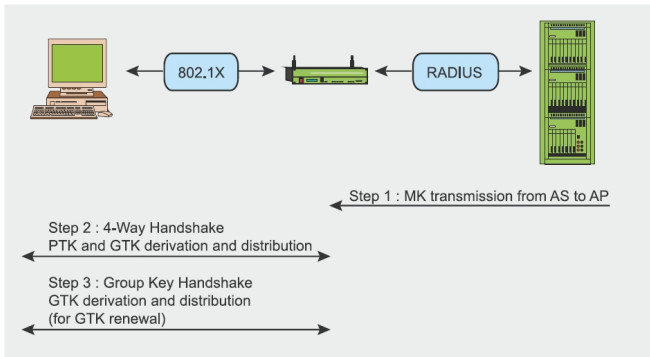 802.1X
RADIUS
Step 1 : MK transmission from AS to AP
Step 2 : 4-Way Handshake
PTK and GTK derivation and distribution
Step 3 : Group Key Handshake
GTK derivation and distribution
(for GTK renewal)